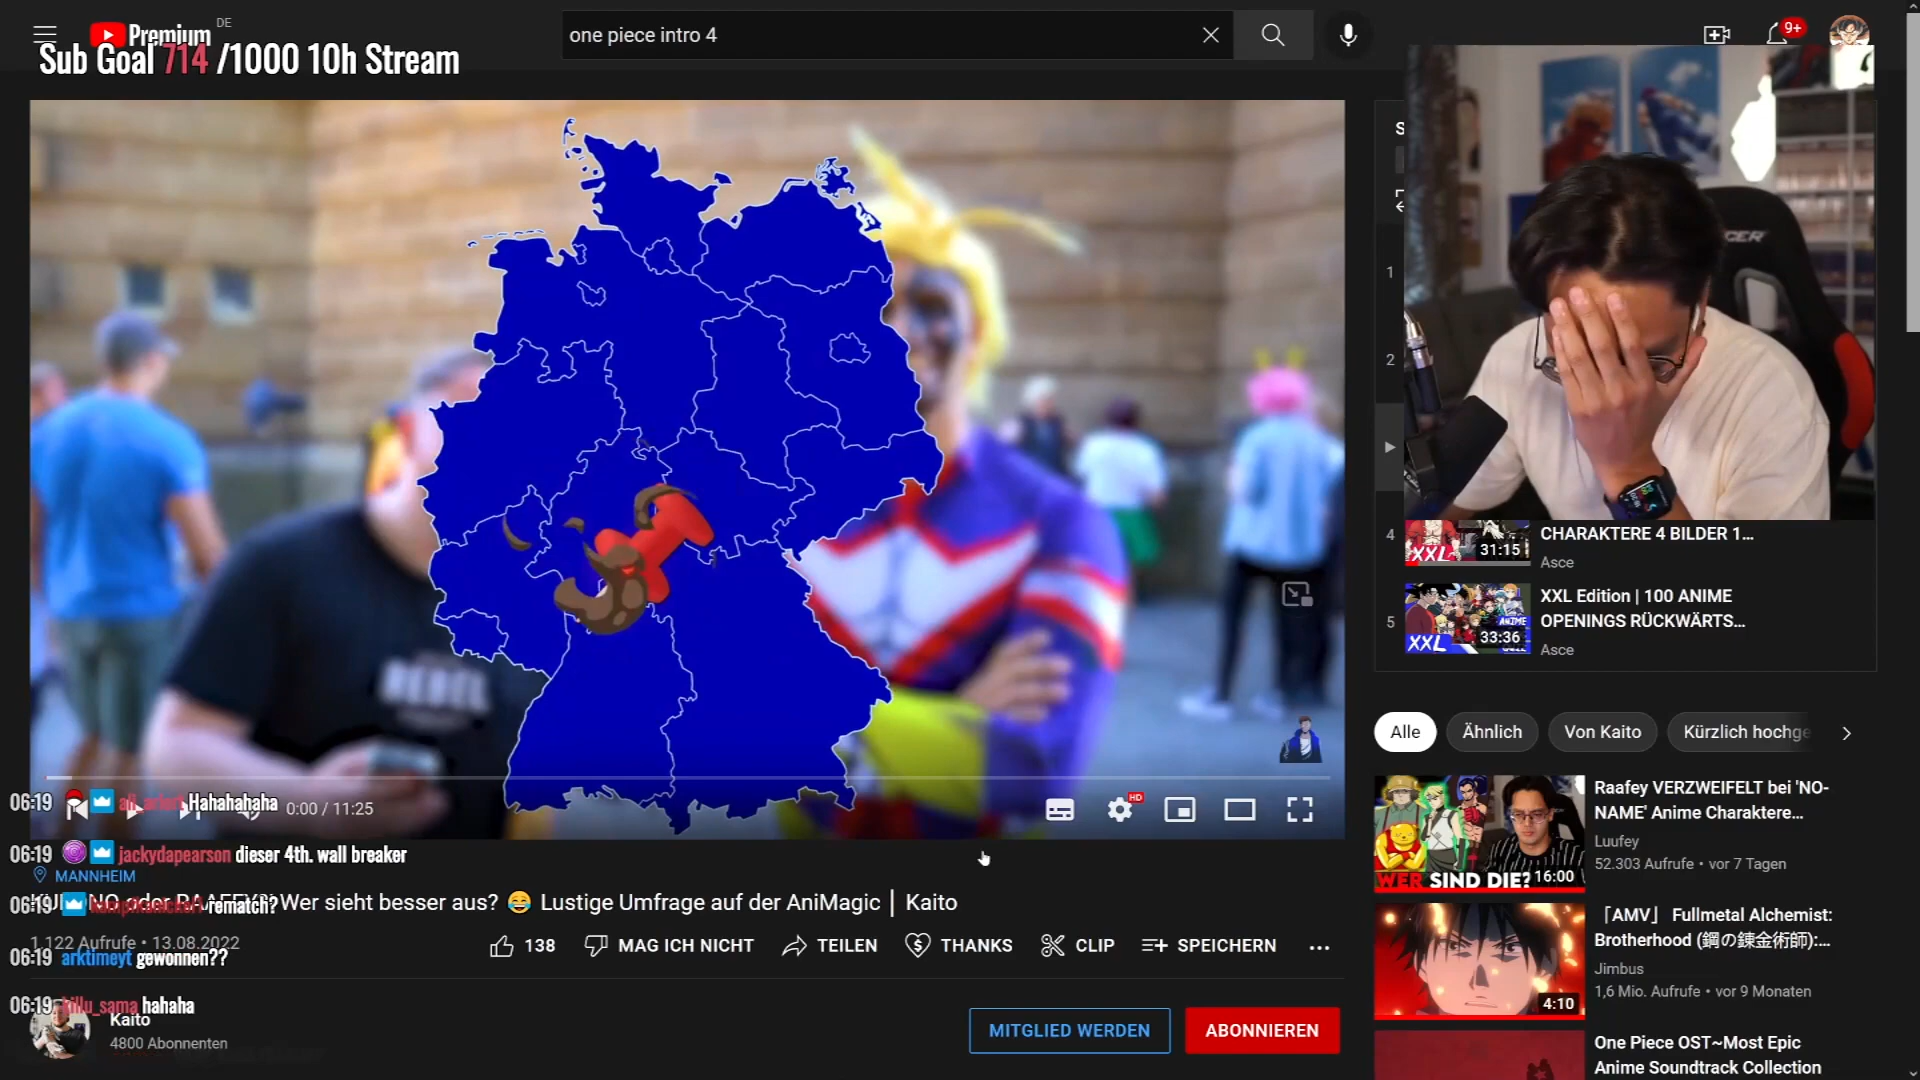 Premium DE
one piece intro 4
9+
Sub Goal 714 /1000 10h Stream
REBEL
0:00 / 11:25
HD
06:19 Hahahahaha
06:19 jackydapearson dieser 4th. wall breaker
MANNHEIM
oder RAAFEY?! Wer sieht besser aus? 😂 Lustige Umfrage auf der AniMagic | Kaito
06:19 rematch?
1.122 Aufrufe • 13.08.2022
06:19 arktimeyt gewonnen??
138
MAG ICH NICHT
TEILEN
THANKS
CLIP
SPEICHERN
06:19 killu_sama hahaha
Kaito
4800 Abonnenten
MITGLIED WERDEN
ABONNIEREN
S
1
2
4
XXL
31:15
CHARAKTERE 4 BILDER 1...
Asce
5
XXL
ANIME
33:36
XXL Edition | 100 ANIME
OPENINGS RÜCKWÄRTS...
Asce
Alle
Ähnlich
Von Kaito
Kürzlich hochge
WER SIND DIE?
16:00
Raafey VERZWEIFELT bei 'NO-
NAME' Anime Charaktere...
Luufey
52.303 Aufrufe • vor 7 Tagen
4:10
「AMV」 Fullmetal Alchemist:
Brotherhood (鋼の錬金術師):...
Jimbus
1,6 Mio. Aufrufe • vor 9 Monaten
One Piece OST~Most Epic
Anime Soundtrack Collection